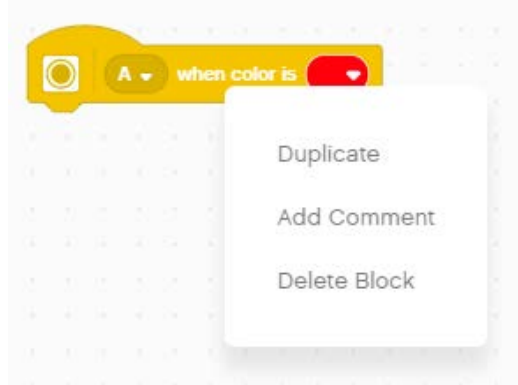 A when color is
Duplicate
Add Comment
Delete Block